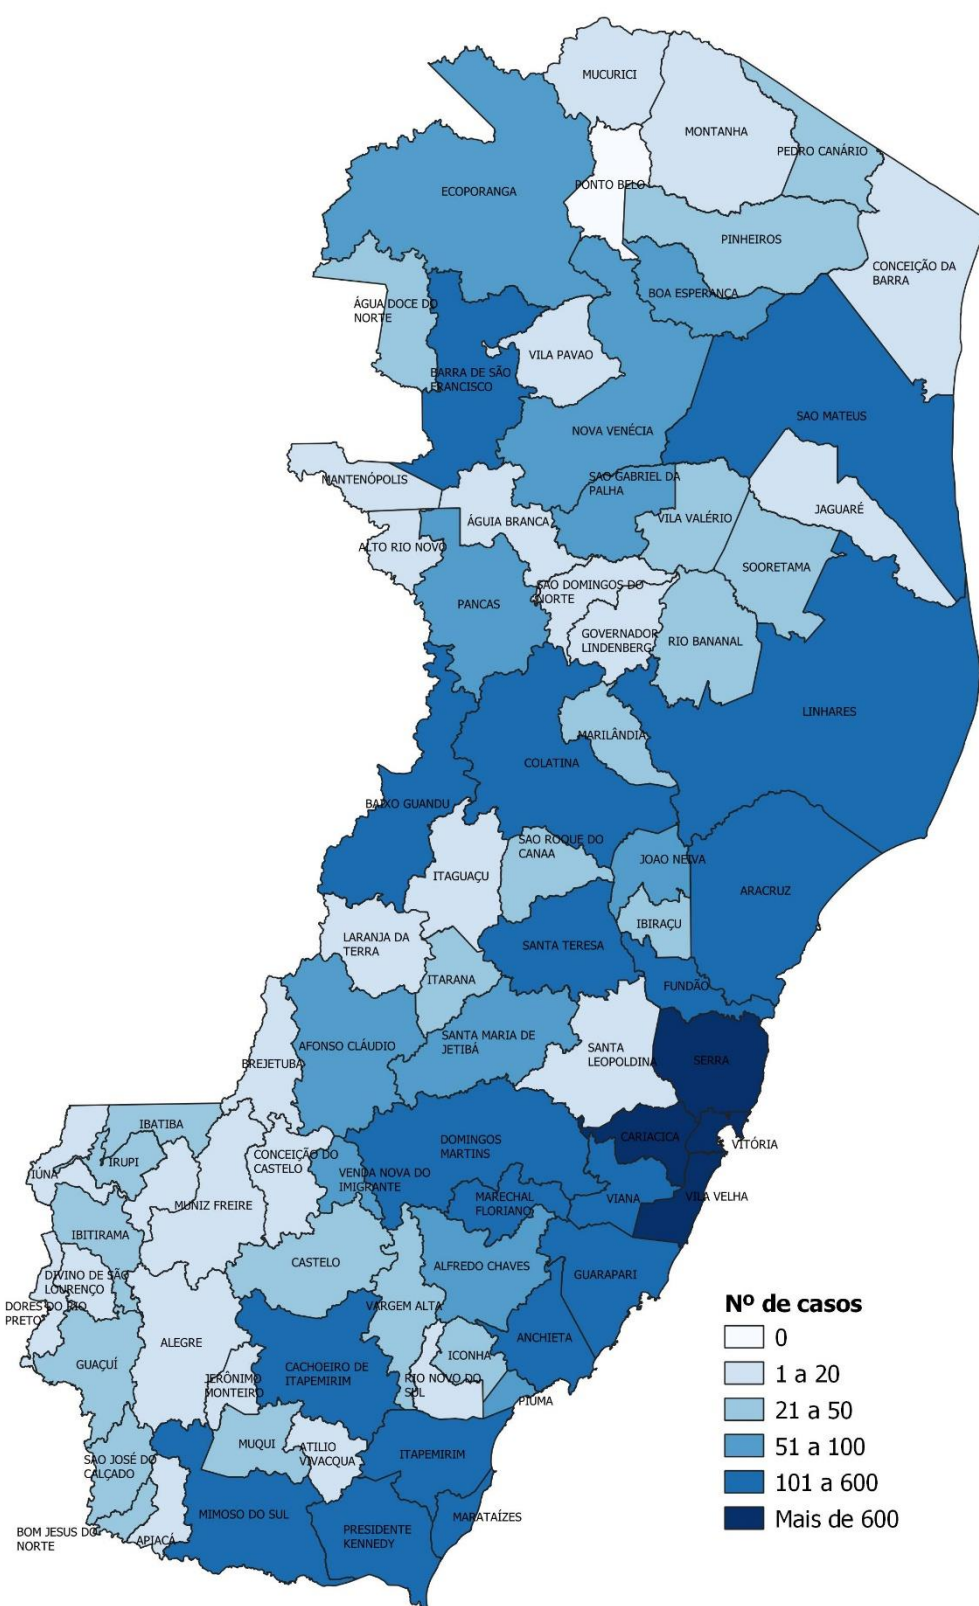 MUCURICI
MONTANHA
PEDRO CANÁRIO
PONTO BELO
ECOPORANGA
PINHEIROS
CONCEIÇÃO DA
BARRA
BOA ESPERANÇA
ÁGUA DOCE DO
NORTE
VILA PAVAO
BARRA DE SÃO
FRANCISCO
SAO MATEUS
NOVA VENÉCIA
MANTENÓPOLIS
SAO GABRIEL DA
PALHA
JAGUARÉ
VILA VALÉRIO
ÁGUIA BRANCA
ALTO RIO NOVO
SOORETAMA
SAO DOMINGOS DO
NORTE
PANCAS
GOVERNADOR
LINDENBERG
RIO BANANAL
LINHARES
MARILÂNDIA
COLATINA
BAIXO GUANDU
SAO ROQUE DO
CANAA
JOAO NEIVA
ITAGUAÇU
ARACRUZ
IBIRAÇU
LARANJA DA
TERRA
SANTA TERESA
ITARANA
FUNDÃO
SANTA MARIA DE
JETIBÁ
AFONSO CLÁUDIO
SANTA
LEOPOLDINA
SERRA
BREJETUBA
IBATIBA
DOMINGOS
MARTINS
CARIACICA
VITÓRIA
IRUPI
CONCEIÇÃO DO
CASTELO
IÚNA
VENDA NOVA DO
IMIGRANTE
MARECHAL
FLORIANO
VIANA
VILA VELHA
MUNIZ FREIRE
IBITIRAMA
CASTELO
ALFREDO CHAVES
GUARAPARI
DIVINO DE SÃO
LOURENÇO
DORES DO RIO
PRETO
VARGEM ALTA
ALEGRE
ANCHIETA
ICONHA
GUAÇUÍ
CACHOEIRO DE
ITAPEMIRIM
JERÔNIMO
MONTEIRO
RIO NOVO DO
SUL
PIUMA
MUQUI
ATILIO
VIVACQUA
ITAPEMIRIM
SAO JOSÉ DO
CALÇADO
MIMOSO DO SUL
MARATAÍZES
BOM JESUS DO
NORTE
APIACÁ
PRESIDENTE
KENNEDY
Nº de casos
0
1 a 20
21 a 50
51 a 100
101 a 600
Mais de 600